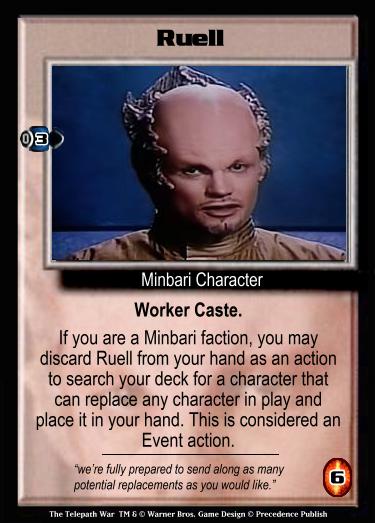 Ruell
0 3
Minbari Character
Worker Caste.
If you are a Minbari faction, you may
discard Ruell from your hand as an action
to search your deck for a character that
can replace any character in play and
place it in your hand. This is considered an
Event action.
“we’re fully prepared to send along as many
potential replacements as you would like.”
6
The Telepath War TM & © Warner Bros. Game Design © Precedence Publish